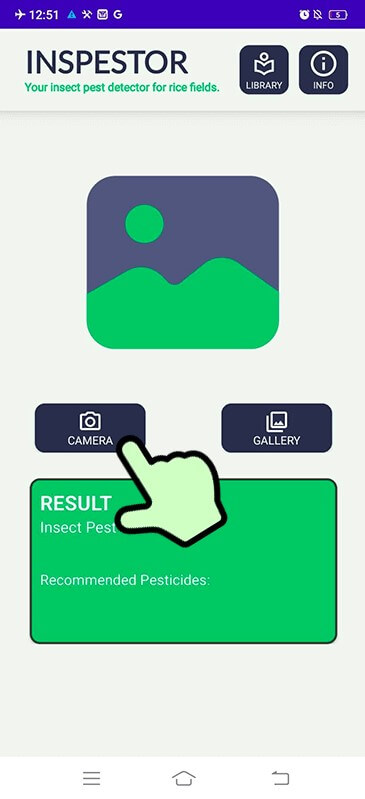 12:51
G
5
INSPESTOR
Your insect pest detector for rice fields.
LIBRARY
INFO
CAMERA
GALLERY
RESULT
Insect Pest
Recommended Pesticides: